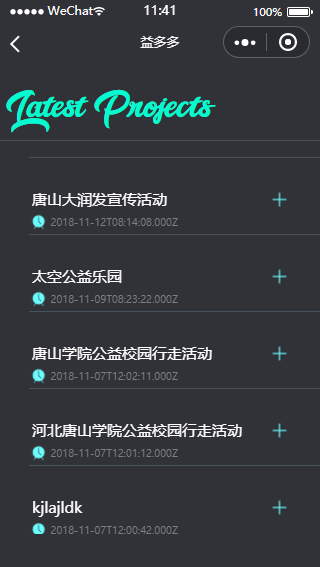 WeChat 11:41 100%
益多多
Latest Projects
唐山大润发宣传活动
2018-11-12T08:14:08.000Z
太空公益乐园
2018-11-09T08:23:22.000Z
唐山学院公益校园行走活动
2018-11-07T12:02:11.000Z
河北唐山学院公益校园行走活动
2018-11-07T12:01:12.000Z
kjlajldk
2018-11-07T12:00:42.000Z